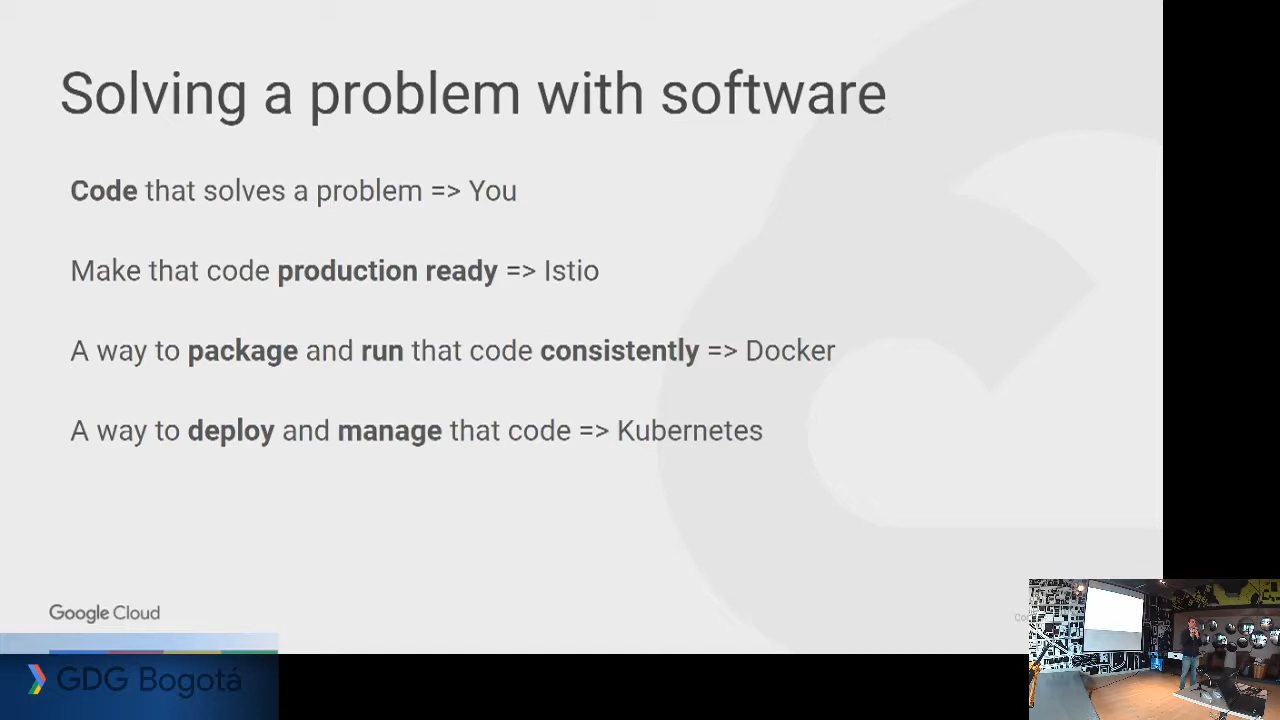 Solving a problem with software
Code that solves a problem => You
Make that code production ready => Istio
A way to package and run that code consistently => Docker
A way to deploy and manage that code => Kubernetes
Google Cloud
GDG Bogotá